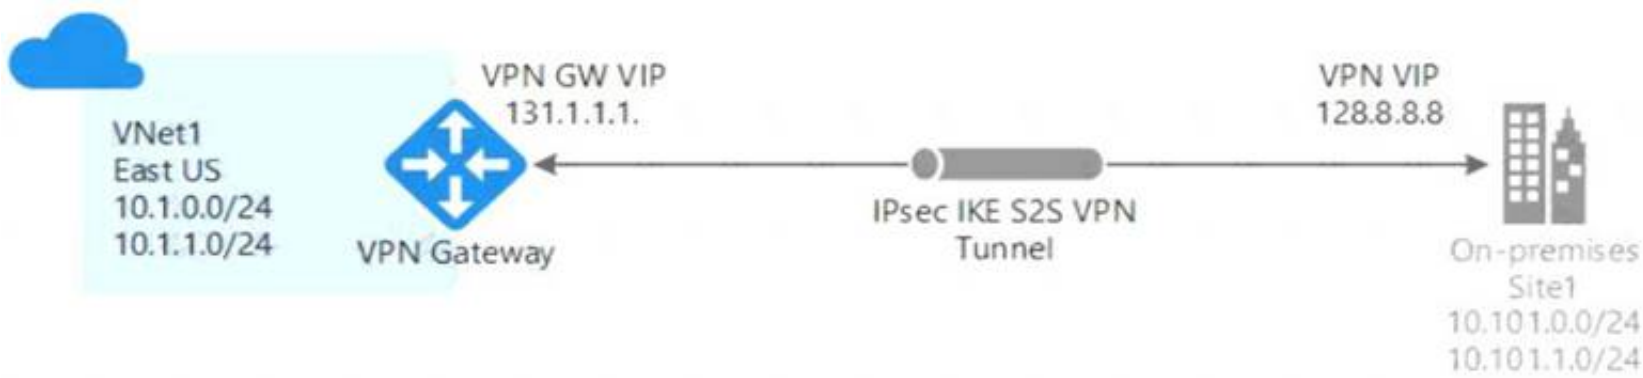 VNet1
East US
10.1.0.0/24
10.1.1.0/24
VPN GW VIP
131.1.1.1.
VPN Gateway
IPsec IKE S2S VPN
Tunnel
VPN VIP
128.8.8.8
On-premises
Site1
10.101.0.0/24
10.101.1.0/24